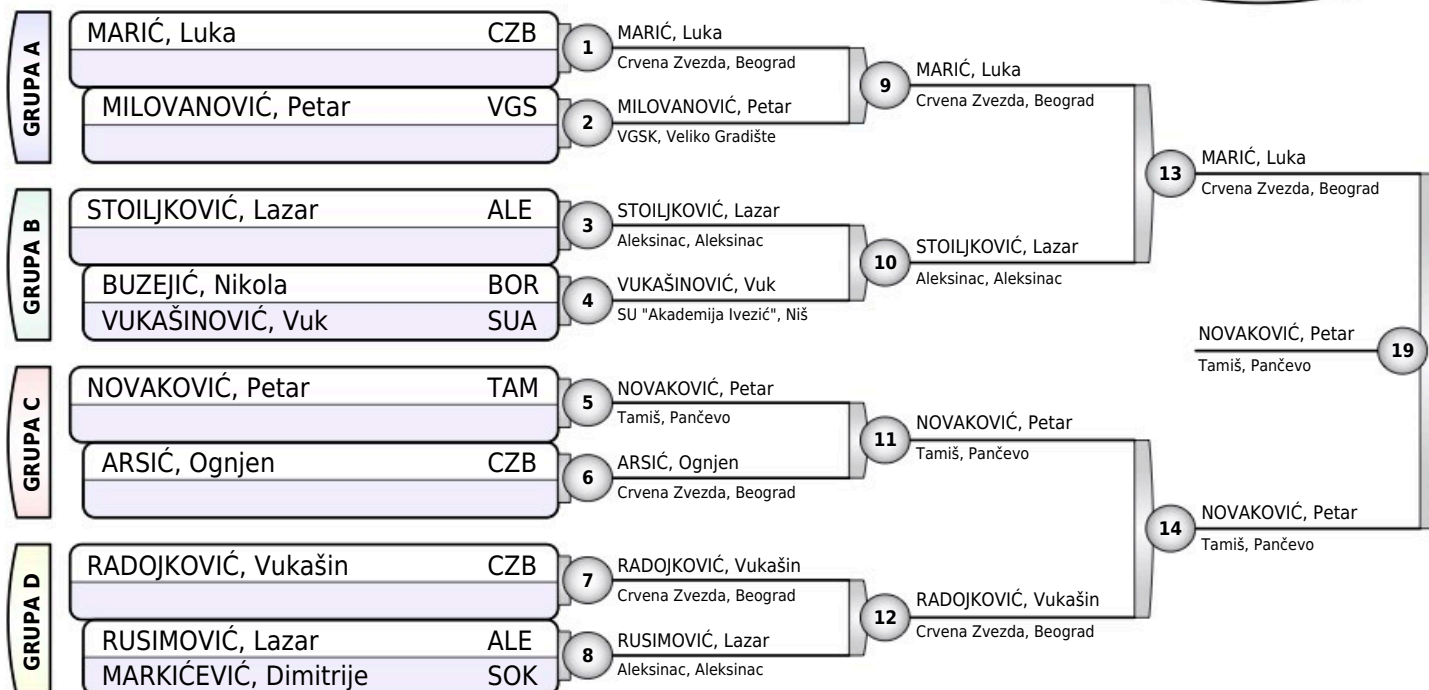 GRUPA A
MARIĆ, Luka CZB
MILOVANOVIĆ, Petar VGS
GRUPA B
STOILJKOVIĆ, Lazar ALE
BUZEJIĆ, Nikola BOR
VUKAŠINOVIĆ, Vuk SUA
GRUPA C
NOVAKOVIĆ, Petar TAM
ARSIĆ, Ognjen CZB
GRUPA D
RADOJKOVIĆ, Vukašin CZB
RUSIMOVIĆ, Lazar ALE
MARKIĆEVIĆ, Dimitrije SOK
1 MARIĆ, Luka
Crvena Zvezda, Beograd
2 MILOVANOVIĆ, Petar
VGSK, Veliko Gradište
3 STOILJKOVIĆ, Lazar
Aleksinac, Aleksinac
4 VUKAŠINOVIĆ, Vuk
SU "Akademija Ivezić", Niš
5 NOVAKOVIĆ, Petar
Tamiš, Pančevo
6 ARSIĆ, Ognjen
Crvena Zvezda, Beograd
7 RADOJKOVIĆ, Vukašin
Crvena Zvezda, Beograd
8 RUSIMOVIĆ, Lazar
Aleksinac, Aleksinac
9 MARIĆ, Luka
Crvena Zvezda, Beograd
10 STOILJKOVIĆ, Lazar
Aleksinac, Aleksinac
11 NOVAKOVIĆ, Petar
Tamiš, Pančevo
12 RADOJKOVIĆ, Vukašin
Crvena Zvezda, Beograd
13 MARIĆ, Luka
Crvena Zvezda, Beograd
14 NOVAKOVIĆ, Petar
Tamiš, Pančevo
NOVAKOVIĆ, Petar 19
Tamiš, Pančevo